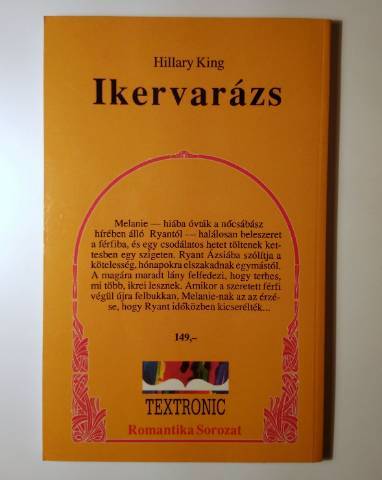 Hillary King
Ikervarázs
Melanie — hiába óvták a nőcsábász
hírében álló Ryantől — halálosan beleszeret
a férfiba, és egy csodálatos hetet töltenek ket-
tesben egy szigeten. Ryant Ázsiába szólítja a
kötelesség, hónapokra elszakadnak egymástól.
A magára maradt lány felfedezi, hogy terhes,
mi több, ikrei lesznek. Amikor a szeretett férfi
végül újra felbukkan, Melanie-nak az az érzé-
se, hogy Ryant időközben kicserélték...
149,–
TEXTRONIC
Romantika Sorozat